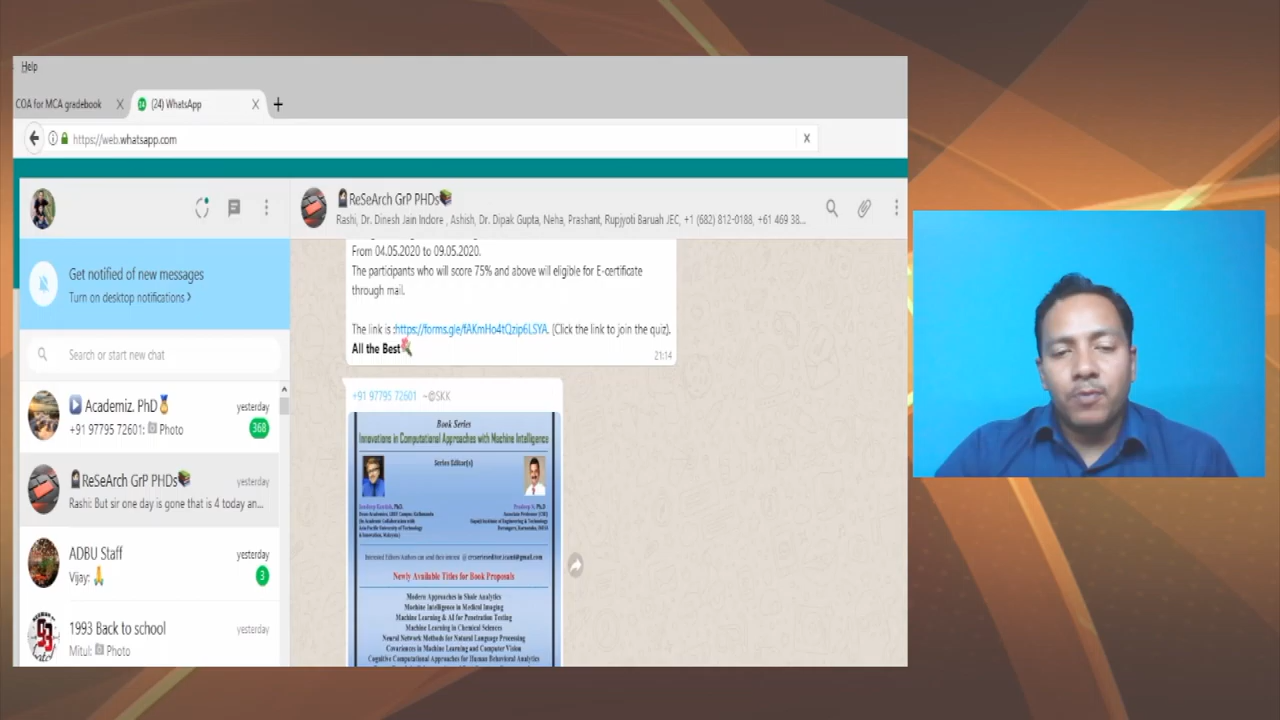 Help
COA for MCA gradebook
(24) WhatsApp
https://web.whatsapp.com
ReSeArch GrP PHDs
Rashi, Dr. Dinesh Jain Indore , Ashish, Dr. Dipak Gupta, Neha, Prashant, Rupjyoti Baruah JEC, +1 (682) 812-0188, +61 469 38...
Get notified of new messages
Turn on desktop notifications >
Search or start new chat
Academiz. PhD
yesterday
+91 97795 72601: Photo
368
ReSeArch GrP PHDs
yesterday
Rashi: But sir one day is gone that is 4 today an...
ADBU Staff
yesterday
Vijay:
3
1993 Back to school
yesterday
Mitul: Photo
From 04.05.2020 to 09.05.2020.
The participants who will score 75% and above will eligible for E-certificate
through mail.
The link is :https://forms.gle/fAKmHo4tQzip6LSYA. (Click the link to join the quiz).
All the Best
21:14
+91 97795 72601 ~@SKK
Book Series
Innovations in Computational Approaches with Machine Intelligence
Series Editor(s)
Newly Available Titles for Book Proposals
Modern Approaches in Shale Analytics
Machine Intelligence in Medical Imaging
Machine Learning & AI for Penetration Testing
Machine Learning in Chemical Sciences
Neural Network Methods for Natural Language Processing
Covariances in Machine Learning and Computer Vision
Cognitive Computational Approaches for Human Behavioral Analytics